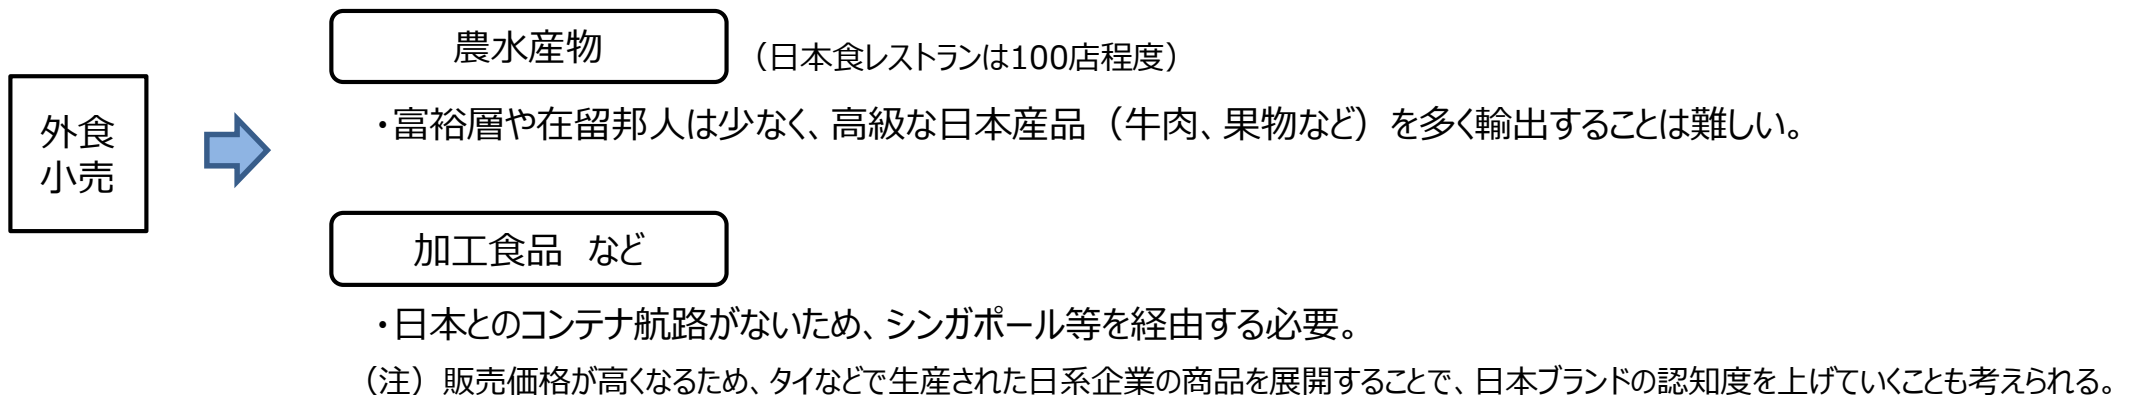 農水産物
（日本食レストランは100店程度）
外食
小売
・富裕層や在留邦人は少なく、高級な日本産品（牛肉、果物など）を多く輸出することは難しい。
加工食品　など
・日本とのコンテナ航路がないため、シンガポール等を経由する必要。
（注）販売価格が高くなるため、タイなどで生産された日系企業の商品を展開することで、日本ブランドの認知度を上げていくことも考えられる。